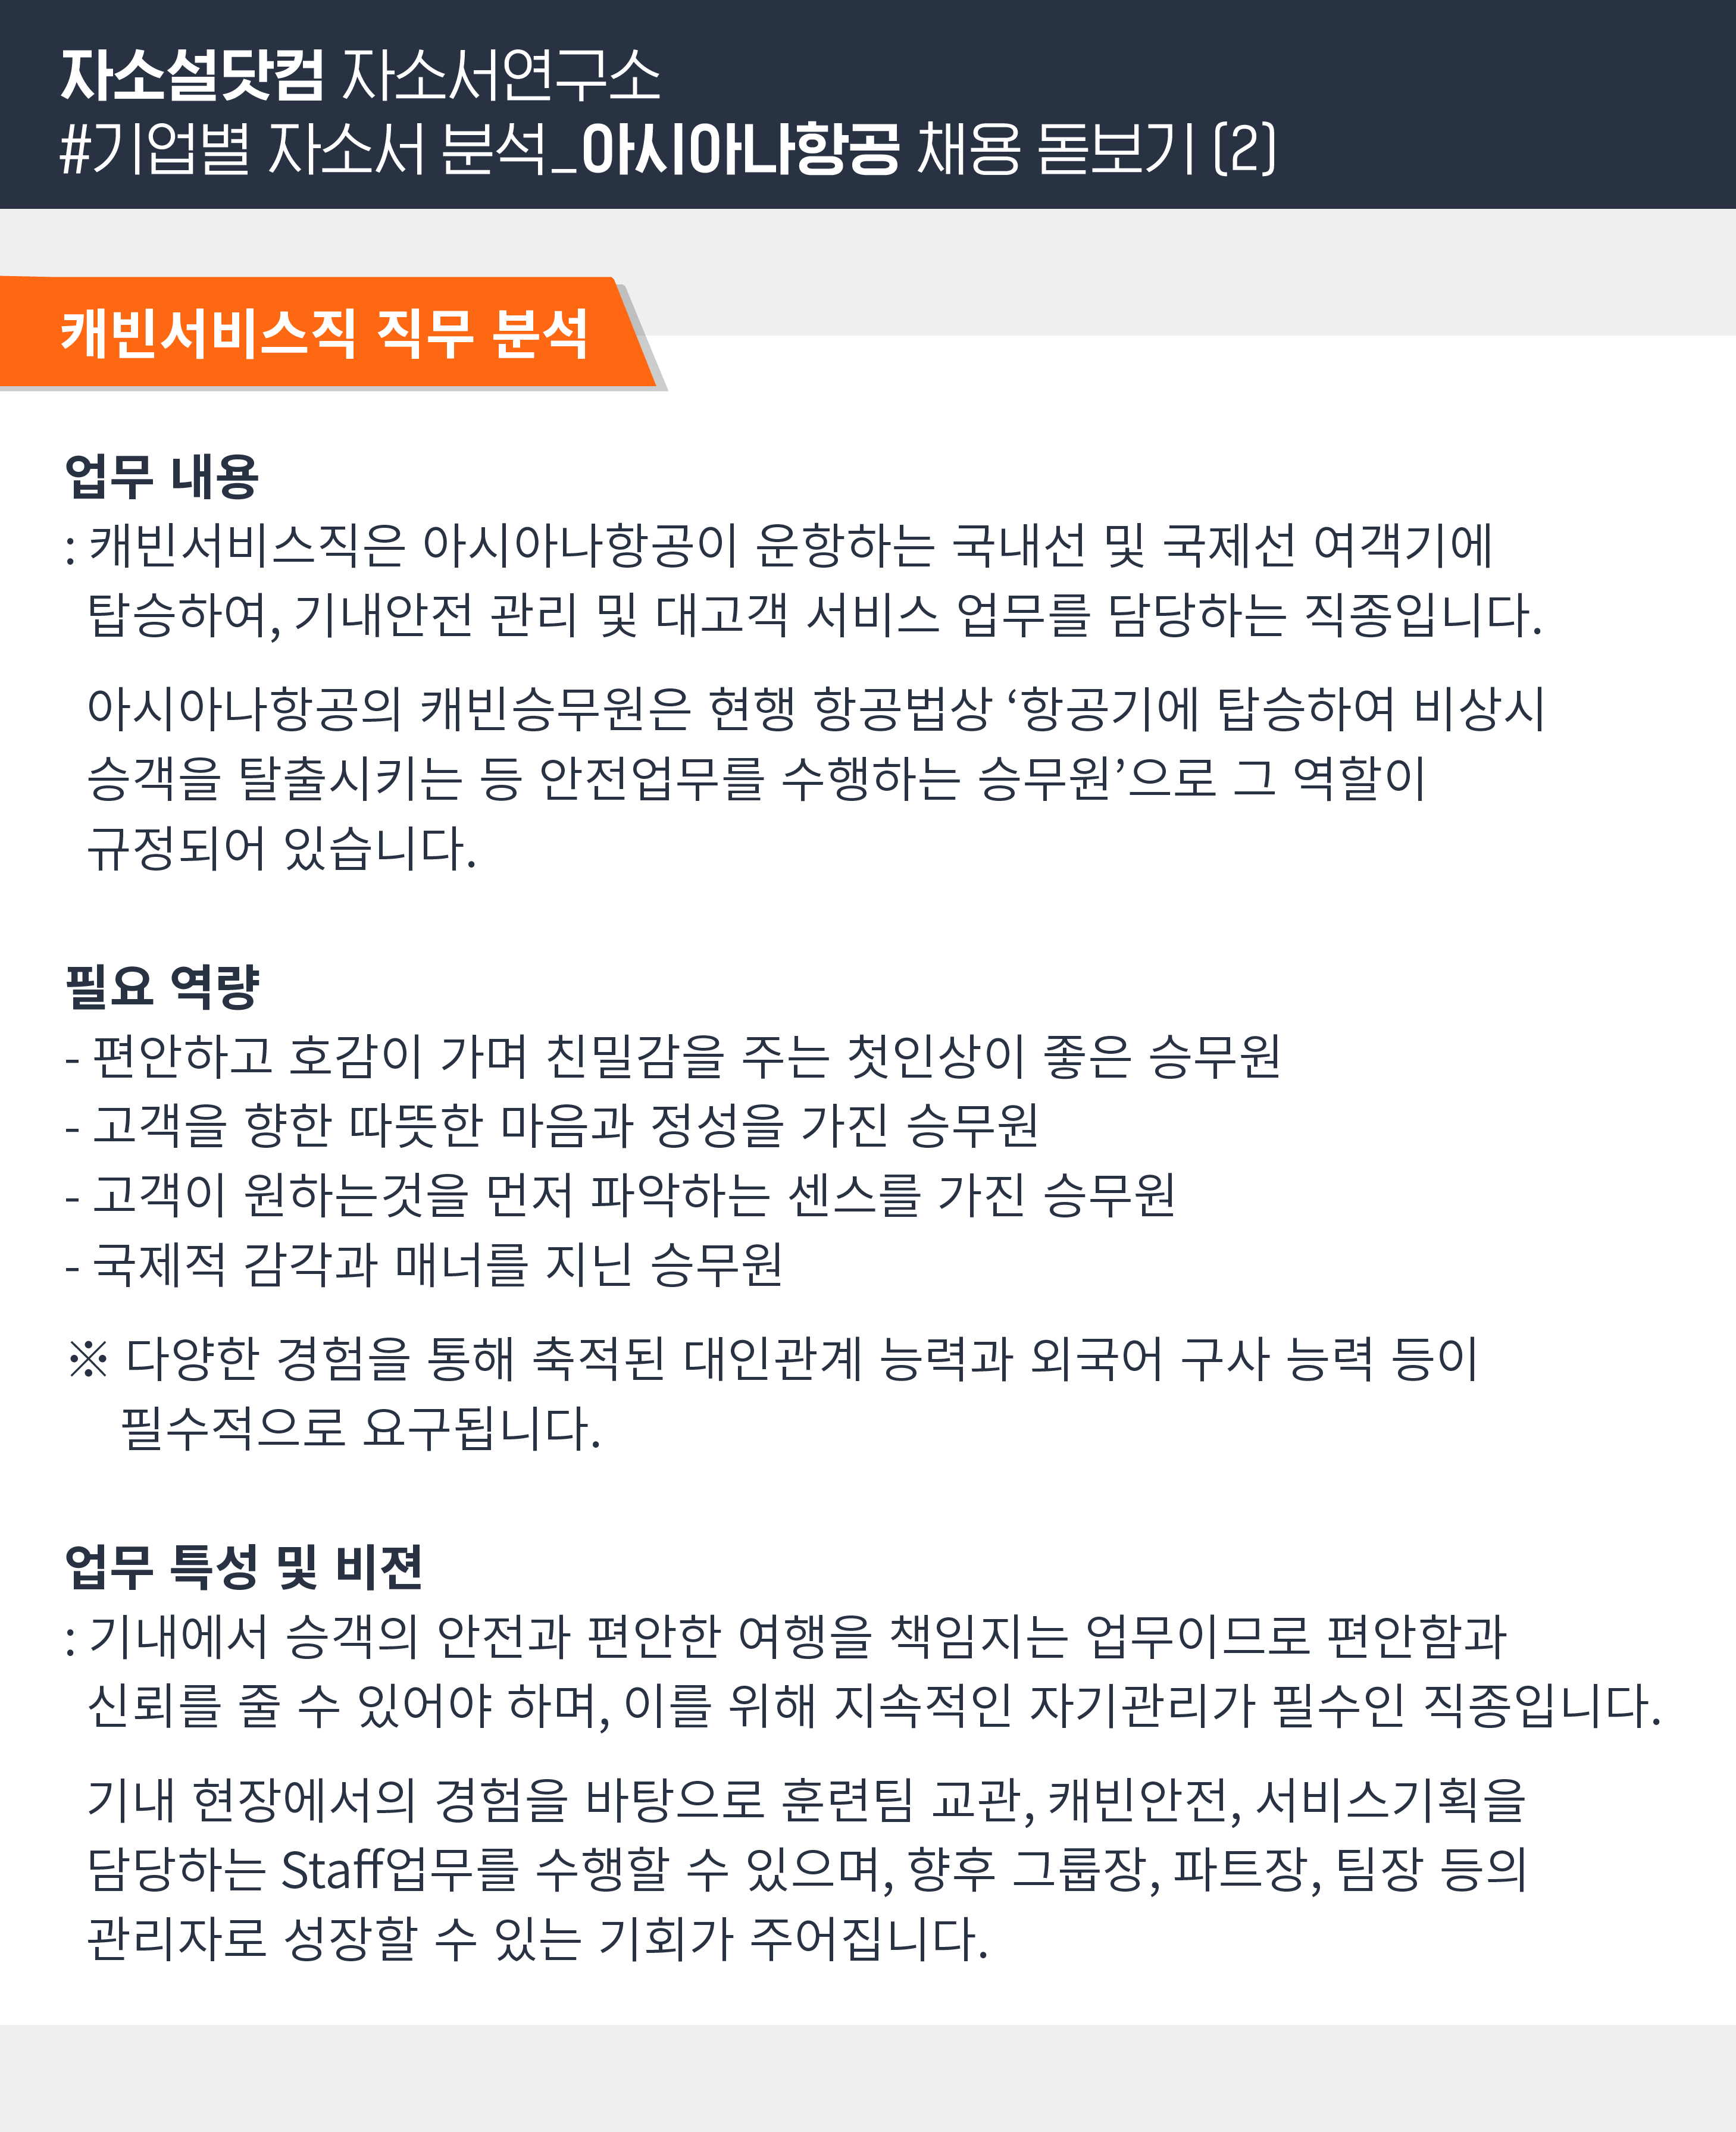 자소설닷컴 자소서연구소
#기업별 자소서 분석_아시아나항공 채용 돋보기 (2)
캐빈서비스직 직무 분석
업무 내용
: 캐빈서비스직은 아시아나항공이 운항하는 국내선 및 국제선 여객기에
탑승하여, 기내안전 관리 및 대고객 서비스 업무를 담당하는 직종입니다.
아시아나항공의 캐빈승무원은 현행 항공법상 ‘항공기에 탑승하여 비상시
승객을 탈출시키는 등 안전업무를 수행하는 승무원’으로 그 역할이
규정되어 있습니다.
필요 역량
- 편안하고 호감이 가며 친밀감을 주는 첫인상이 좋은 승무원
- 고객을 향한 따뜻한 마음과 정성을 가진 승무원
- 고객이 원하는것을 먼저 파악하는 센스를 가진 승무원
- 국제적 감각과 매너를 지닌 승무원
※ 다양한 경험을 통해 축적된 대인관계 능력과 외국어 구사 능력 등이
필수적으로 요구됩니다.
업무 특성 및 비젼
: 기내에서 승객의 안전과 편안한 여행을 책임지는 업무이므로 편안함과
신뢰를 줄 수 있어야 하며, 이를 위해 지속적인 자기관리가 필수인 직종입니다.
기내 현장에서의 경험을 바탕으로 훈련팀 교관, 캐빈안전, 서비스기획을
담당하는 Staff업무를 수행할 수 있으며, 향후 그룹장, 파트장, 팀장 등의
관리자로 성장할 수 있는 기회가 주어집니다.